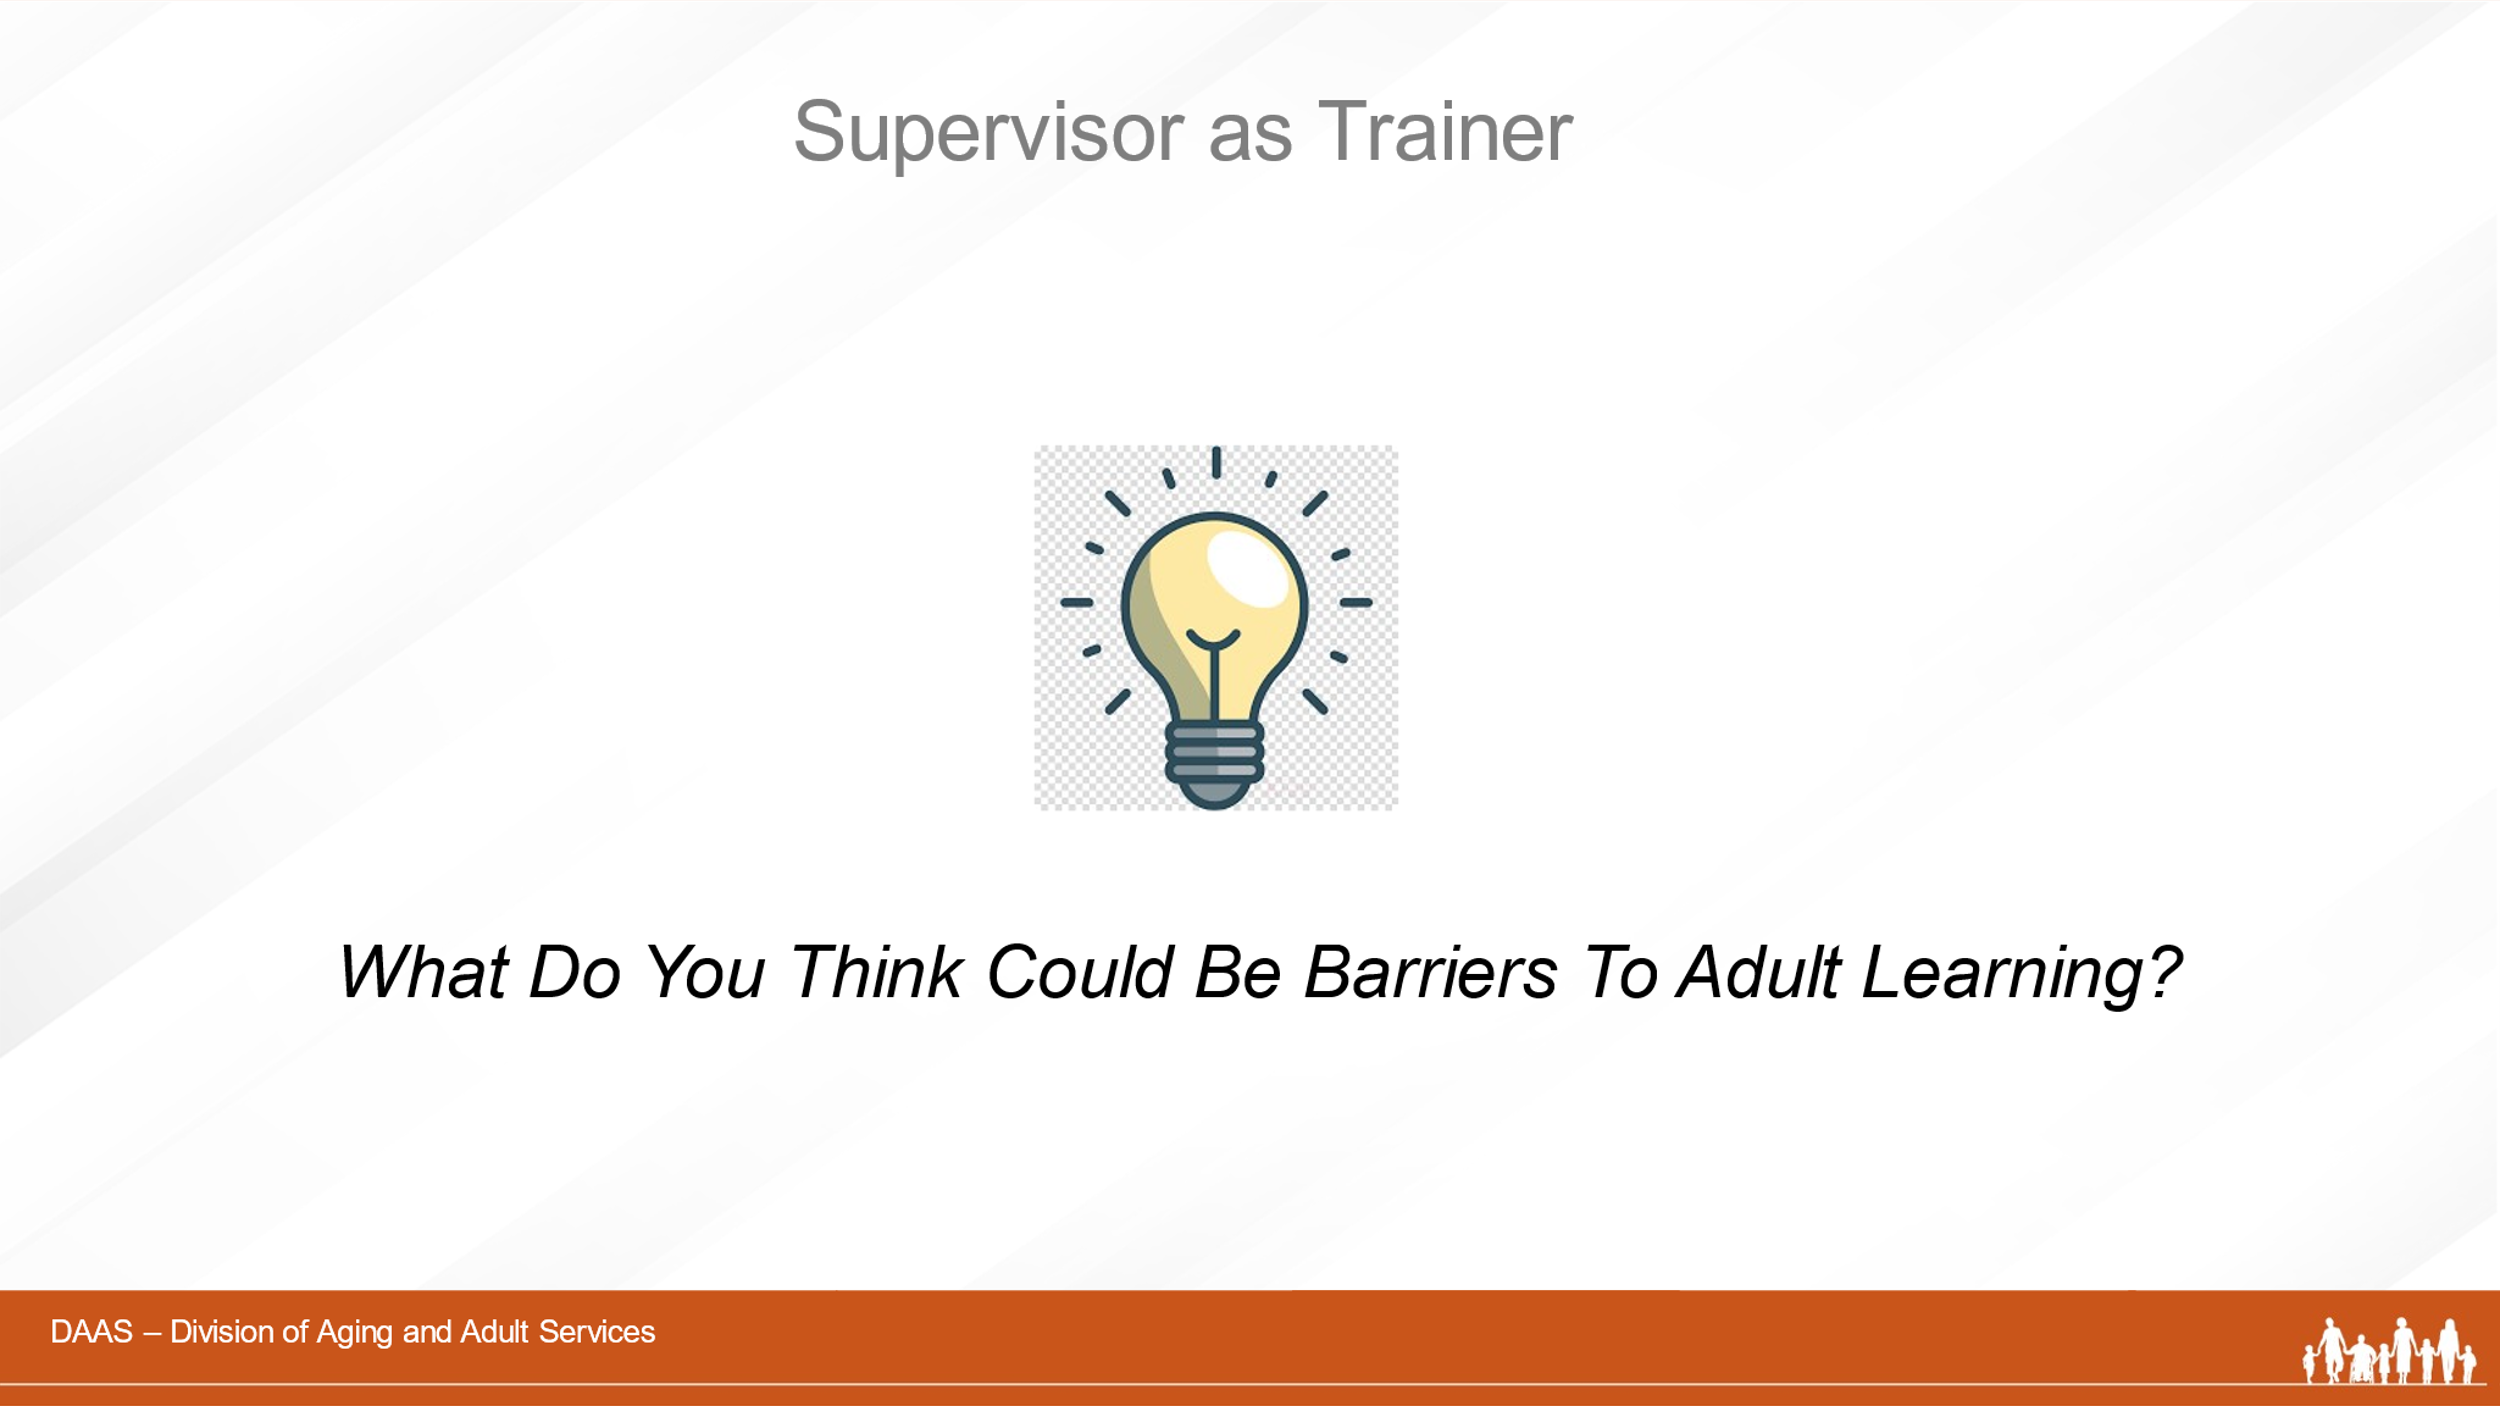 Supervisor as Trainer
What Do You Think Could Be Barriers To Adult Learning?
DAAS – Division of Aging and Adult Services